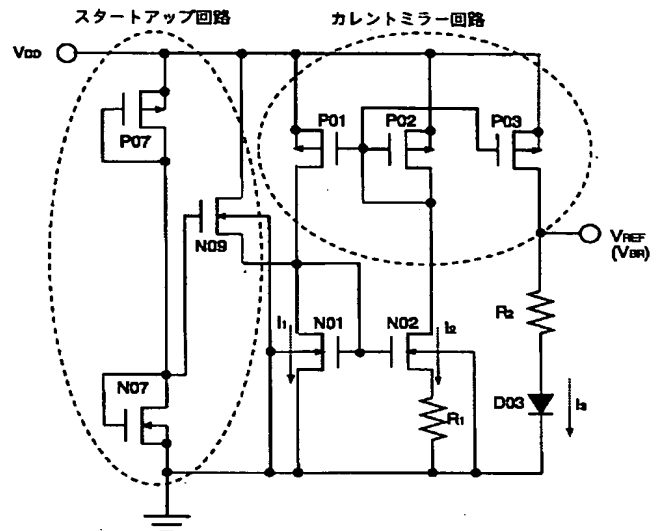 スタートアップ回路
カレントミラー回路
VDD
P07
P01
P02
P03
N09
VREF
(VBR)
I1
N01
N02
I2
R2
N07
R1
D03
I3